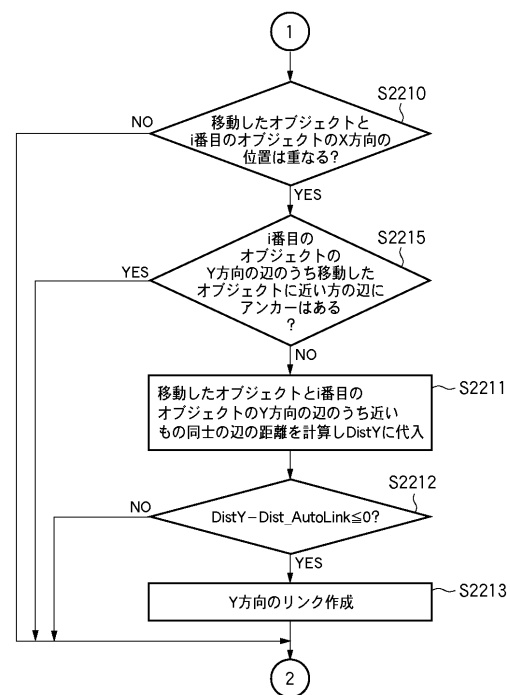 1
S2210
NO
移動したオブジェクトと
i番目のオブジェクトのX方向の
位置は重なる?
YES
S2215
YES
i番目の
オブジェクトの
Y方向の辺のうち移動した
オブジェクトに近い方の辺に
アンカーはある
?
NO
S2211
移動したオブジェクトとi番目の
オブジェクトのY方向の辺のうち近い
もの同士の辺の距離を計算しDistYに代入
S2212
NO
DistY−Dist_AutoLink≦0?
YES
S2213
Y方向のリンク作成
2